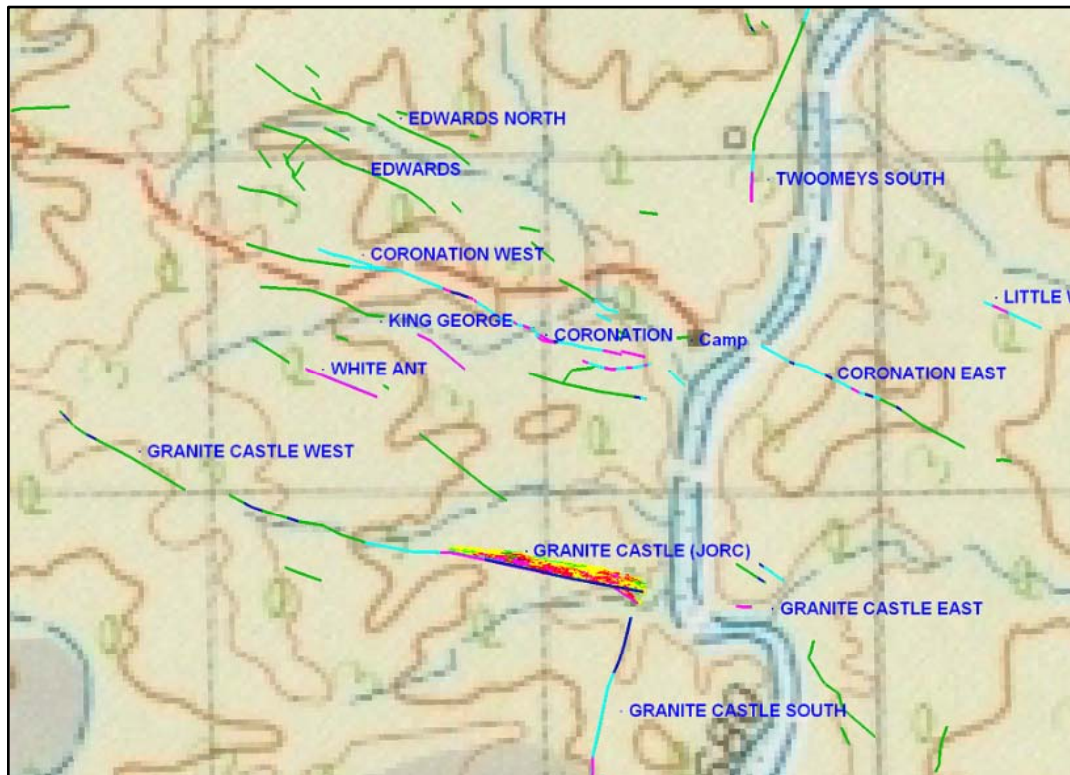 EDWARDS NORTH
EDWARDS
TWOOMEYS SOUTH
CORONATION WEST
LITTLE W
KING GEORGE
CORONATION
Camp
WHITE ANT
CORONATION EAST
GRANITE CASTLE WEST
GRANITE CASTLE (JORC)
GRANITE CASTLE EAST
GRANITE CASTLE SOUTH